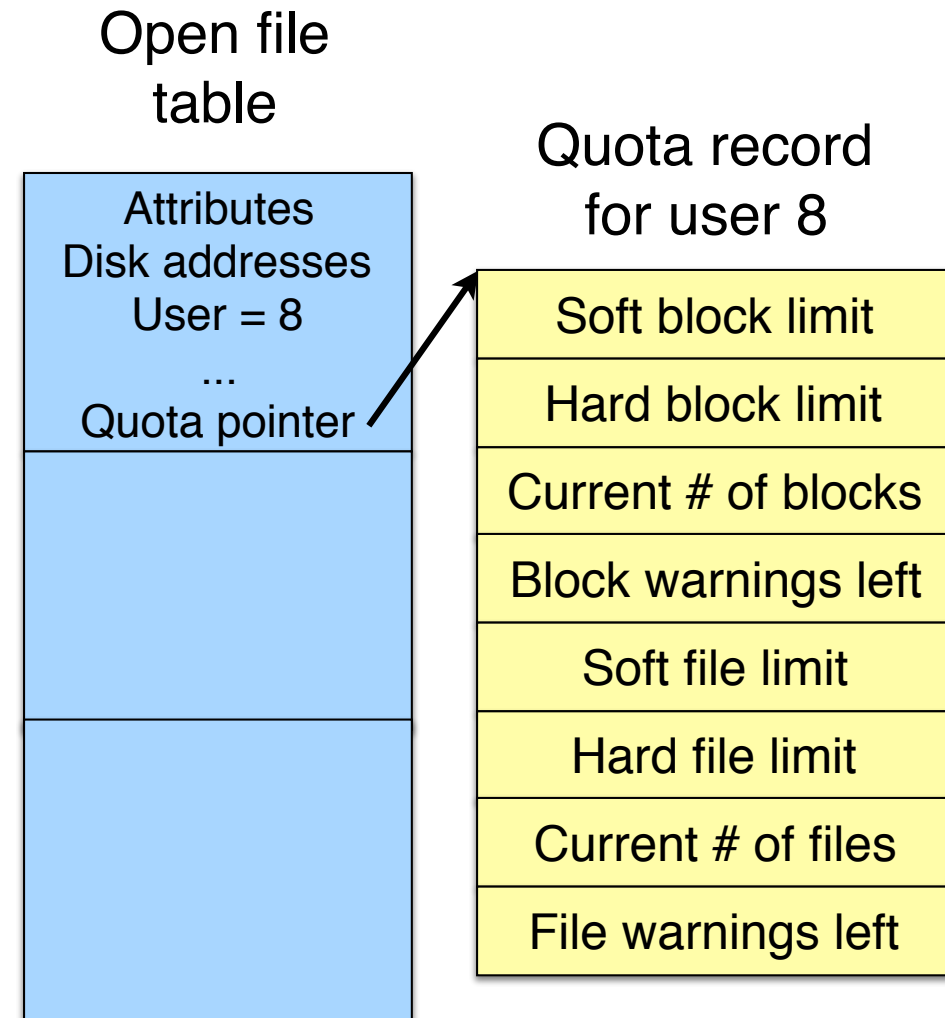 Open file
table
Attributes
Disk addresses
User = 8
...
Quota pointer
Quota record
for user 8
Soft block limit
Hard block limit
Current # of blocks
Block warnings left
Soft file limit
Hard file limit
Current # of files
File warnings left